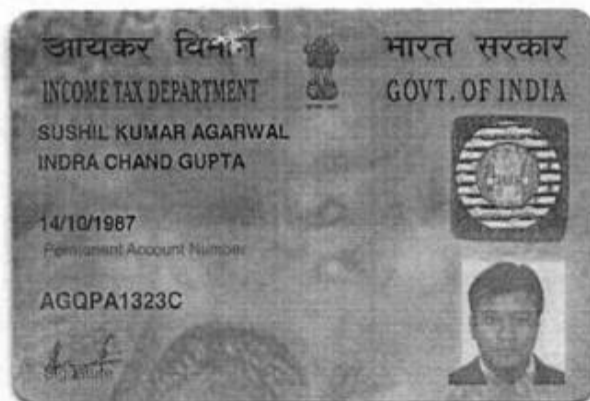 आयकर विभाग
भारत सरकार
INCOME TAX DEPARTMENT
GOVT. OF INDIA
SUSHIL KUMAR AGARWAL
INDRA CHAND GUPTA
14/10/1987
Permanent Account Number
AGQPA1323C
Signature